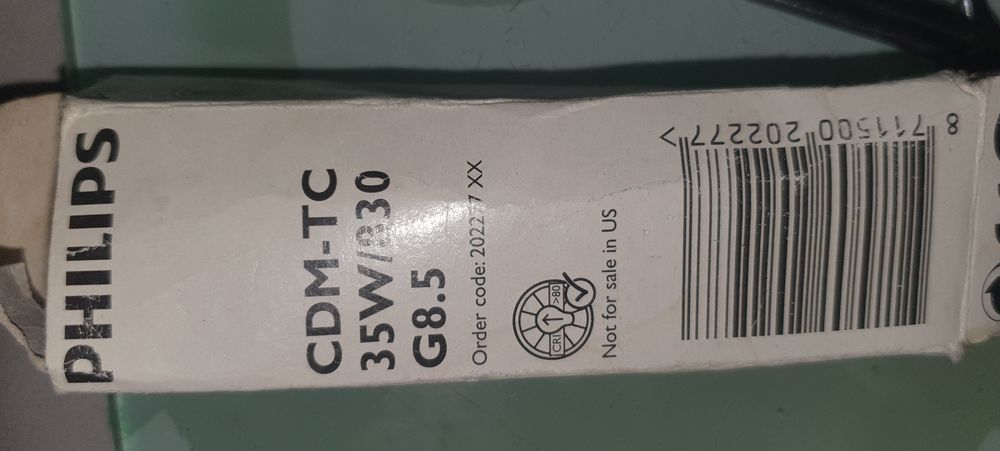 PHILIPS
CDM-TC
35W/830
G8.5
Order code: 202277 XX
CRI >80
Not for sale in US
8 711500 202277 >